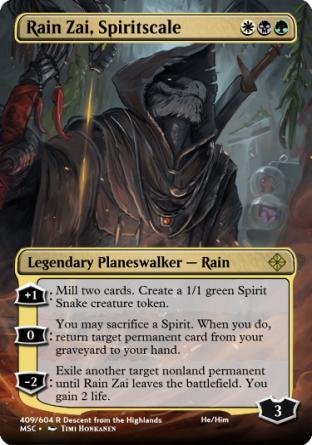 Rain Zai, Spiritscale
Legendary Planeswalker — Rain
+1: Mill two cards. Create a 1/1 green Spirit
Snake creature token.
0: You may sacrifice a Spirit. When you do,
return target permanent card from your
graveyard to your hand.
-2: Exile another target nonland permanent
until Rain Zai leaves the battlefield. You
gain 2 life.
3
409/604 R Descent from the Highlands He/Him
MSC • Timi Honkanen